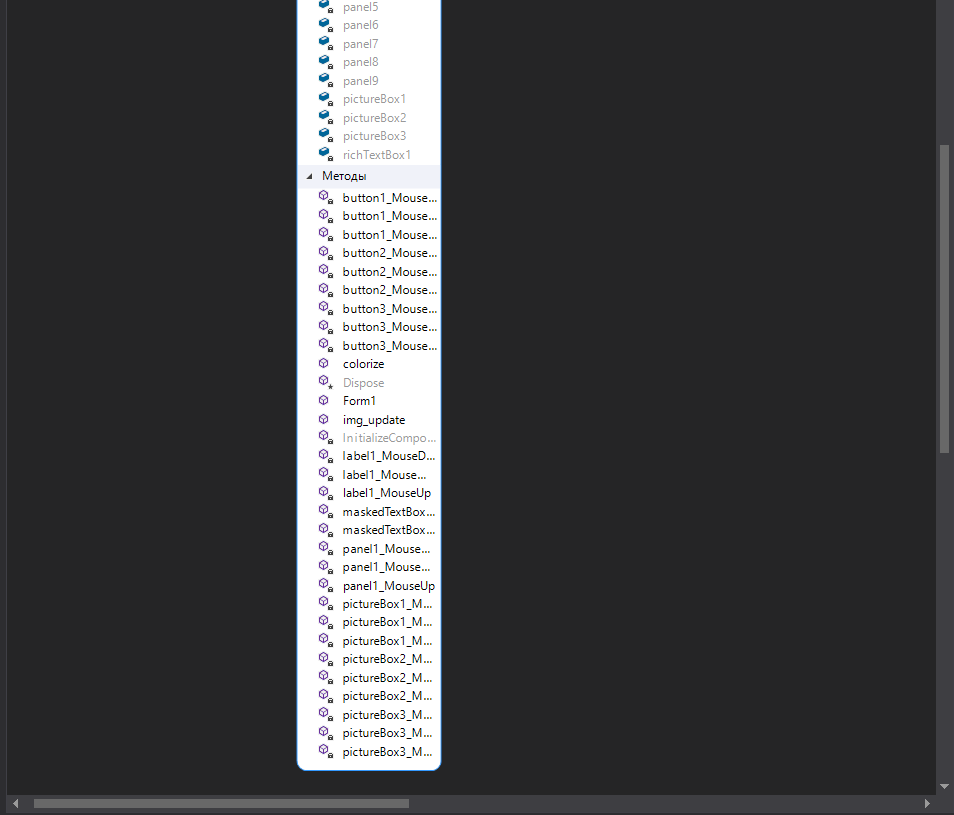 panel5
panel6
panel7
panel8
panel9
pictureBox1
pictureBox2
pictureBox3
richTextBox1
Методы
button1_Mouse...
button1_Mouse...
button1_Mouse...
button2_Mouse...
button2_Mouse...
button2_Mouse...
button3_Mouse...
button3_Mouse...
button3_Mouse...
colorize
Dispose
Form1
img_update
InitializeCompo...
label1_MouseD...
label1_Mouse...
label1_MouseUp
maskedTextBox...
maskedTextBox...
panel1_Mouse...
panel1_Mouse...
panel1_MouseUp
pictureBox1_M...
pictureBox1_M...
pictureBox1_M...
pictureBox2_M...
pictureBox2_M...
pictureBox2_M...
pictureBox3_M...
pictureBox3_M...
pictureBox3_M...